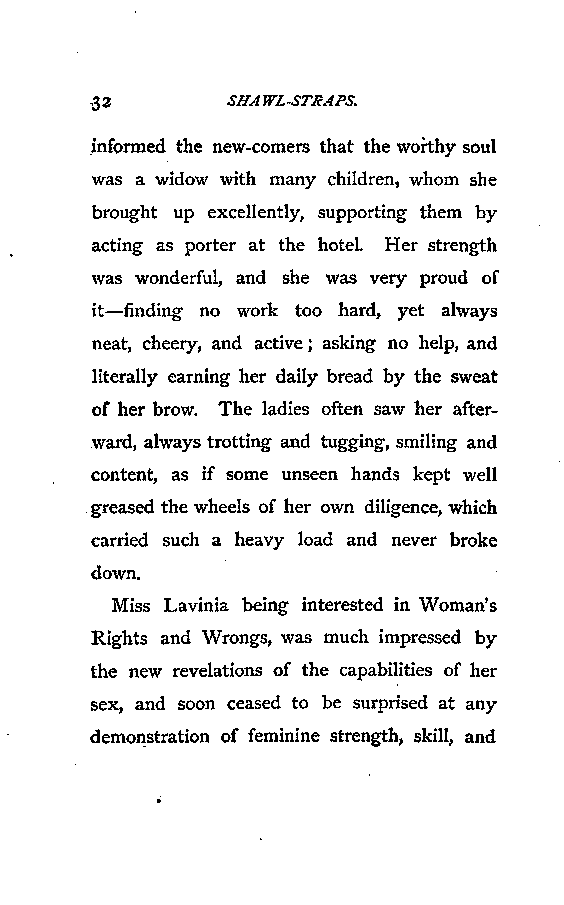 32 SHAWL-STRAPS.
informed the new-comers that the worthy soul
was a widow with many children, whom she
brought up excellently, supporting them by
acting as porter at the hotel. Her strength
was wonderful, and she was very proud of
it—finding no work too hard, yet always
neat, cheery, and active; asking no help, and
literally earning her daily bread by the sweat
of her brow. The ladies often saw her after-
ward, always trotting and tugging, smiling and
content, as if some unseen hands kept well
greased the wheels of her own diligence, which
carried such a heavy load and never broke
down.
Miss Lavinia being interested in Woman's
Rights and Wrongs, was much impressed by
the new revelations of the capabilities of her
sex, and soon ceased to be surprised at any
demonstration of feminine strength, skill, and